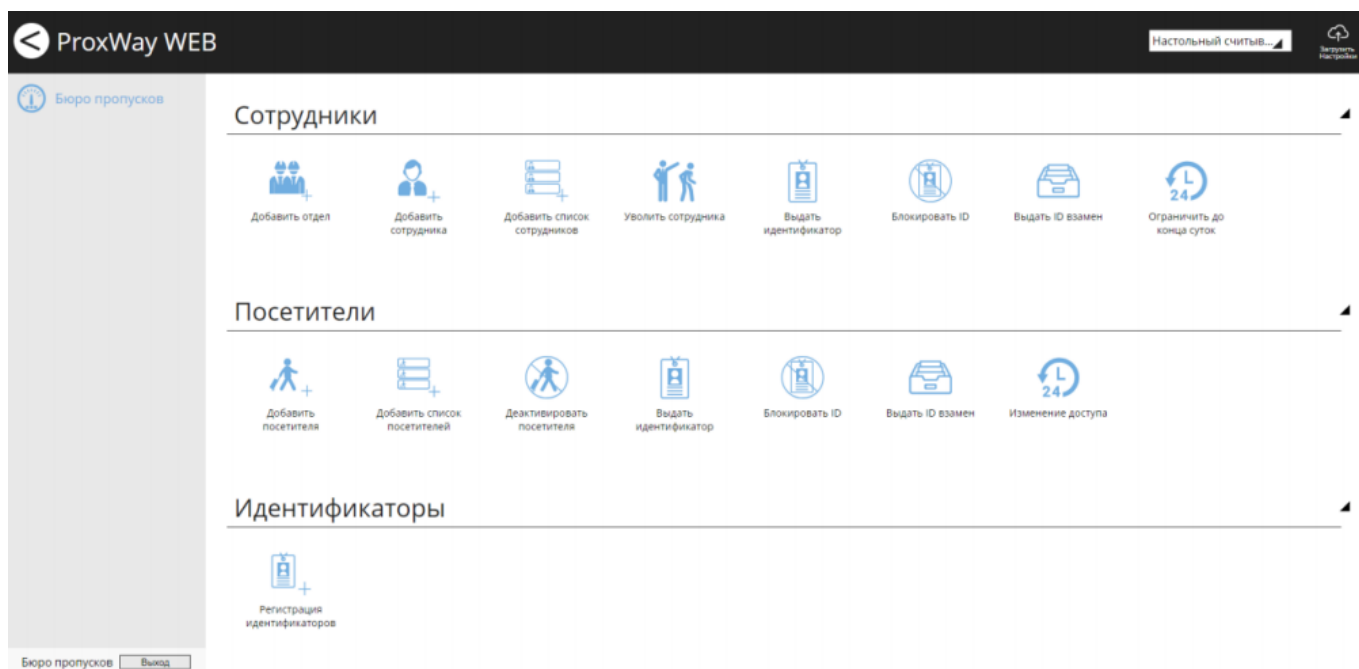 ProxWay WEB
Настольный считыв...
Загрузить
Настройки
Бюро пропусков
Сотрудники
Добавить отдел
Добавить
сотрудника
Добавить список
сотрудников
Уволить сотрудника
Выдать
идентификатор
Блокировать ID
Выдать ID взамен
24
Ограничить до
конца суток
Посетители
Добавить
посетителя
Добавить список
посетителей
Деактивировать
посетителя
Выдать
идентификатор
Блокировать ID
Выдать ID взамен
24
Изменение доступа
Идентификаторы
Регистрация
идентификаторов
Бюро пропусков
Выход